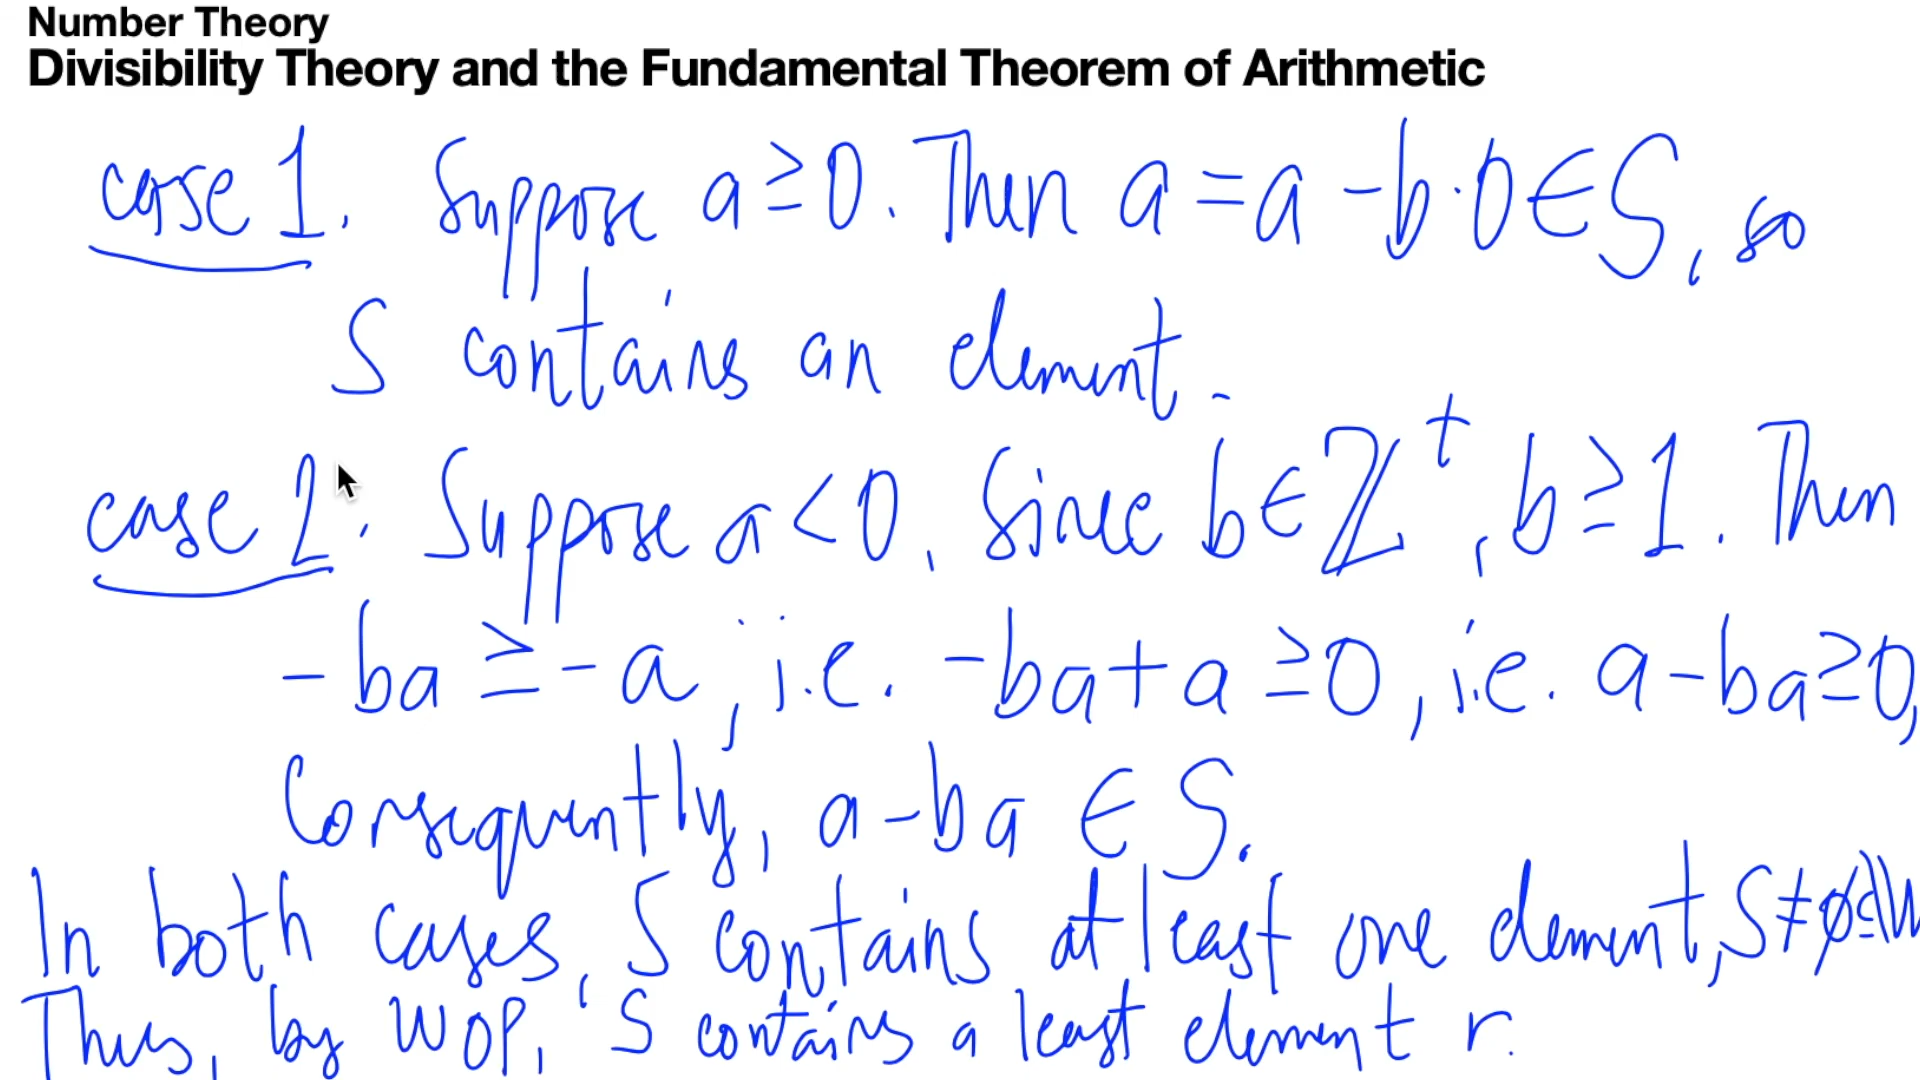 Number Theory
Divisibility Theory and the Fundamental Theorem of Arithmetic
case 1. Suppose a ≥ 0. Then a = a - b·0 ∈ S, so
S contains an element.
case 2. Suppose a < 0. Since b ∈ ℤ⁺, b ≥ 1. Then
-ba ≥ -a, i.e. -ba + a ≥ 0, i.e. a - ba ≥ 0,
Consequently, a - ba ∈ S.
In both cases, S contains at least one element, S ≠ ∅ ⊆ W
Thus, by WOP, S contains a least element r.